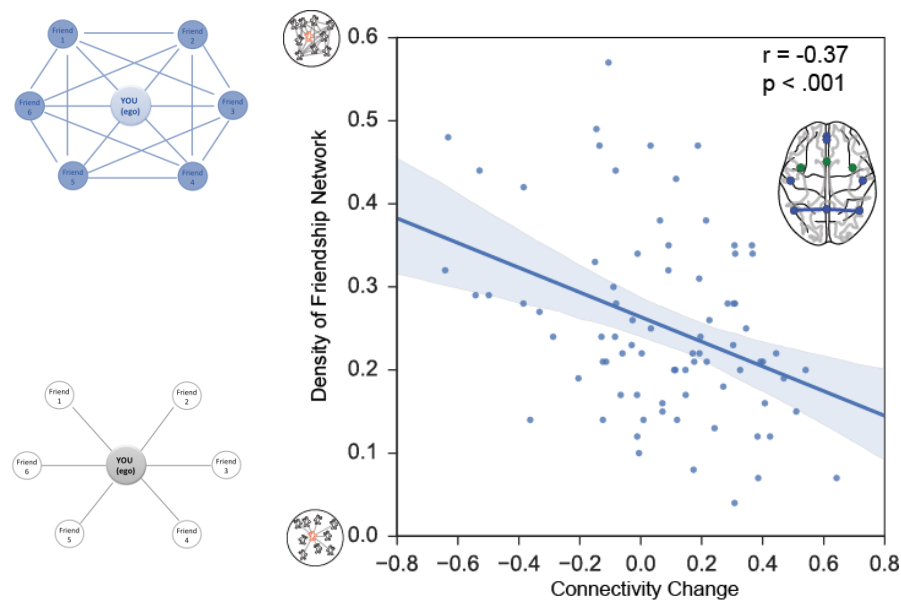 Friend
1
Friend
2
YOU
(ego)
Friend
6
Friend
3
Friend
5
Friend
4
Friend
1
Friend
2
YOU
(ego)
Friend
6
Friend
3
Friend
5
Friend
4
Density of Friendship Network
0.6
0.5
0.4
0.3
0.2
0.1
0.0
r = -0.37
p < .001
−0.8 −0.6 −0.4 −0.2 0.0 0.2 0.4 0.6 0.8
Connectivity Change